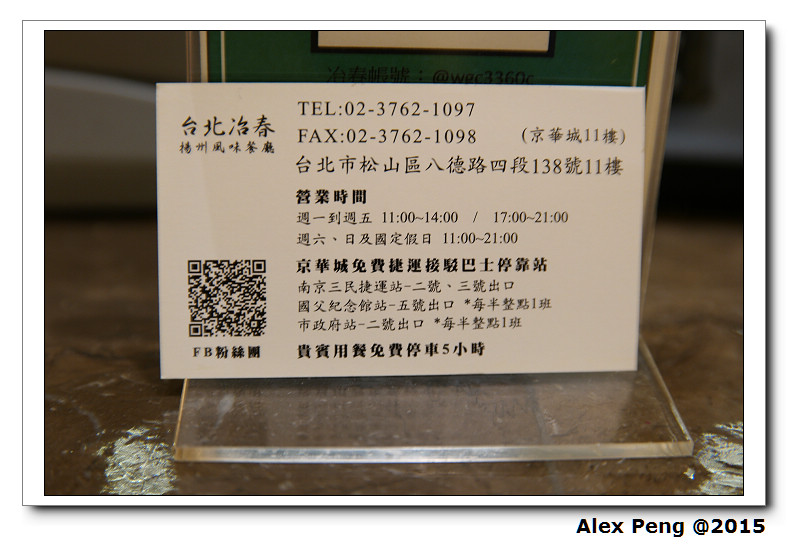 冶春帳號：@wgc3360c
台北冶春
揚州風味餐廳
TEL:02-3762-1097
FAX:02-3762-1098 (京華城11樓)
台北市松山區八德路四段138號11樓
營業時間
週一到週五 11:00~14:00 / 17:00~21:00
週六、日及國定假日 11:00~21:00
京華城免費捷運接駁巴士停靠站
南京三民捷運站-二號、三號出口
國父紀念館站-五號出口 *每半整點1班
市政府站-二號出口 *每半整點1班
貴賓用餐免費停車5小時
FB粉絲團
Alex Peng @2015